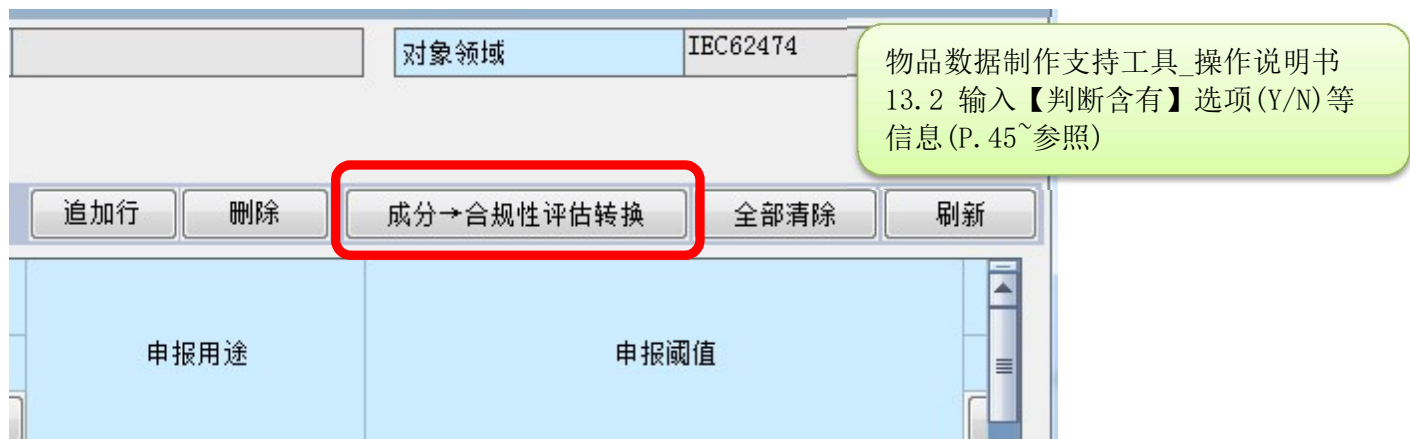 对象领域
IEC62474
物品数据制作支持工具_操作说明书
13.2 输入【判断含有】选项(Y/N)等
信息(P.45~参照)
追加行
删除
成分→合规性评估转换
全部清除
刷新
申报用途
申报阈值